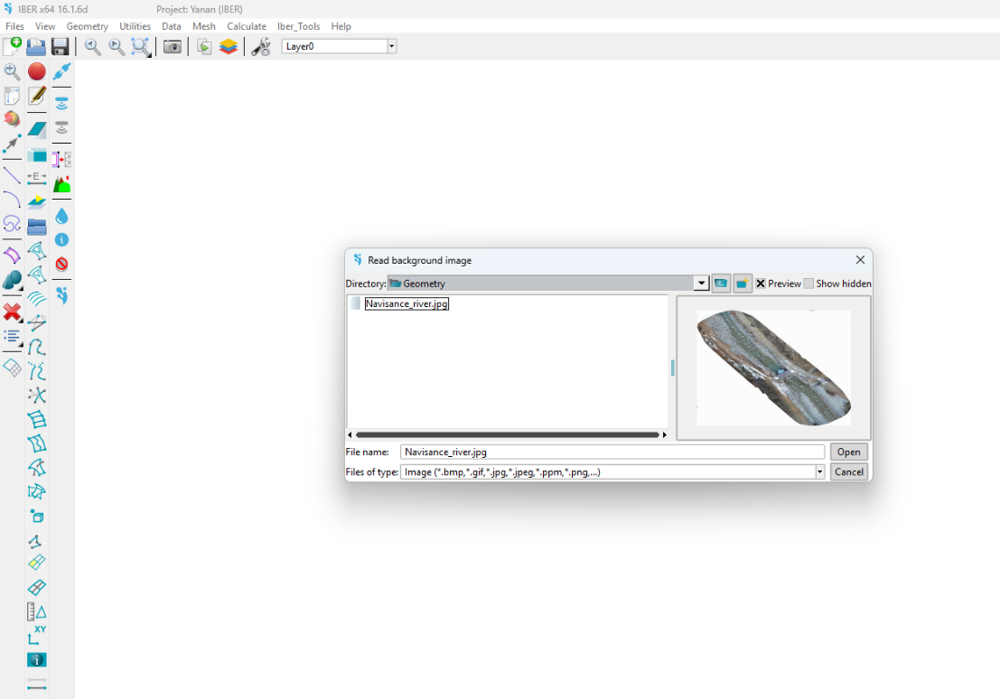 IBER x64 16.1.6d Project: Yanan (IBER)
Files View Geometry Utilities Data Mesh Calculate Iber_Tools Help
Layer0
E
XY
Read background image
Directory: Geometry Preview Show hidden
Navisance_river.jpg
File name: Navisance_river.jpg Open
Files of type: Image (*.bmp,*.gif,*.jpg,*.jpeg,*.ppm,*.png,...) Cancel